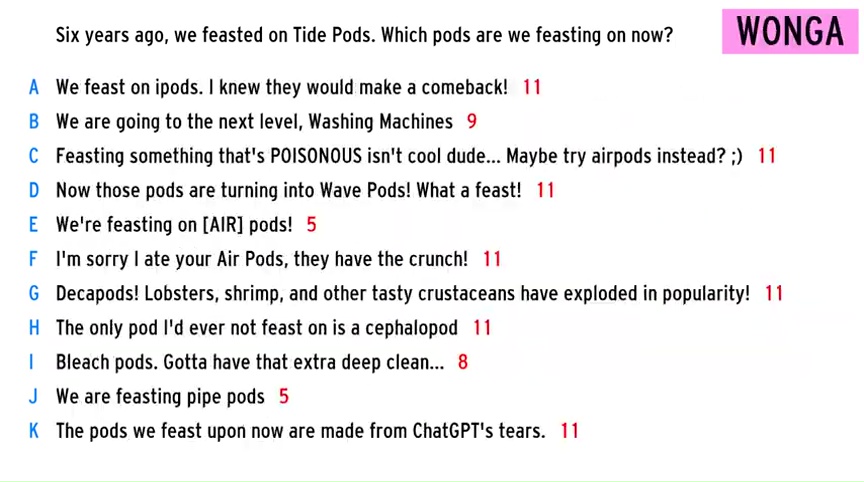 Six years ago, we feasted on Tide Pods. Which pods are we feasting on now?
WONGA
A We feast on ipods. I knew they would make a comeback! 11
B We are going to the next level, Washing Machines 9
C Feasting something that's POISONOUS isn't cool dude... Maybe try airpods instead? ;) 11
D Now those pods are turning into Wave Pods! What a feast! 11
E We're feasting on [AIR] pods! 5
F I'm sorry I ate your Air Pods, they have the crunch! 11
G Decapods! Lobsters, shrimp, and other tasty crustaceans have exploded in popularity! 11
H The only pod I'd ever not feast on is a cephalopod 11
I Bleach pods. Gotta have that extra deep clean... 8
J We are feasting pipe pods 5
K The pods we feast upon now are made from ChatGPT's tears. 11